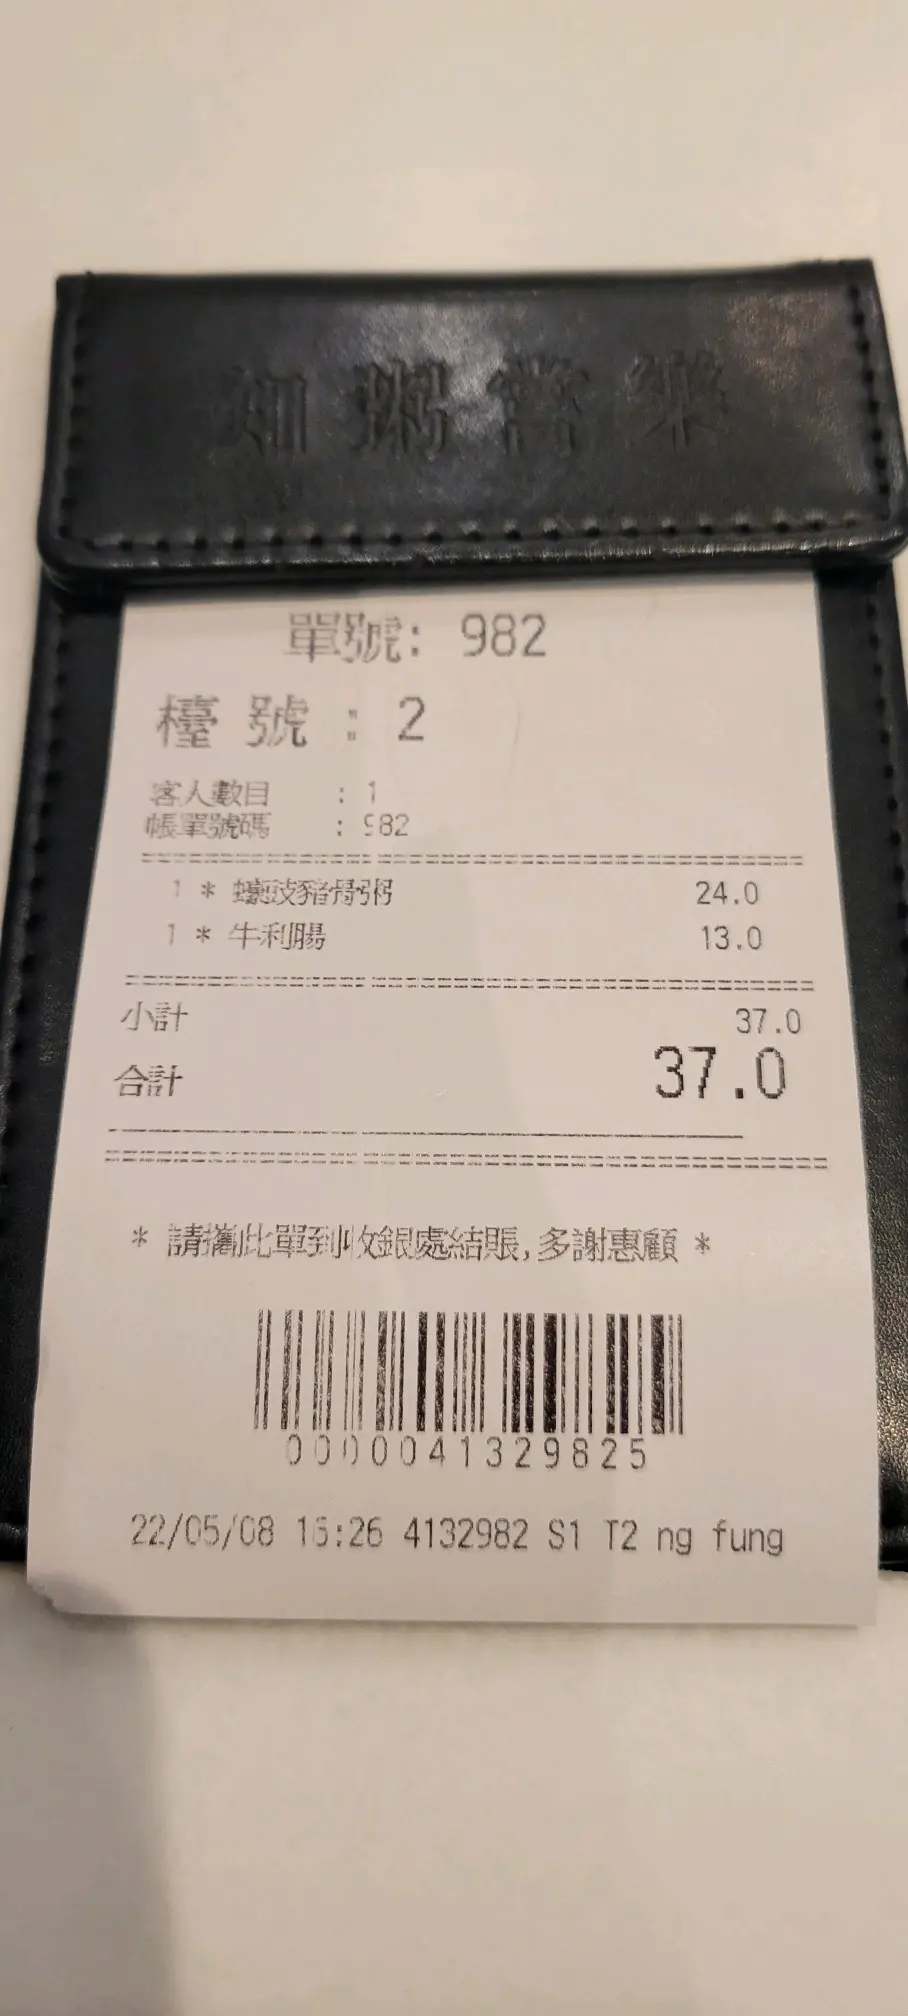 知粥常樂
單號: 982
檯 號 : 2
客人數目 : 1
帳單號碼 : 982
1 * 蠔豉豬骨粥 24.0
1 * 牛利腸 13.0
小計 37.0
合計 37.0
* 請攜此單到收銀處結賬,多謝惠顧 *
0000041329825
22/05/08 15:26 4132982 S1 T2 ng fung